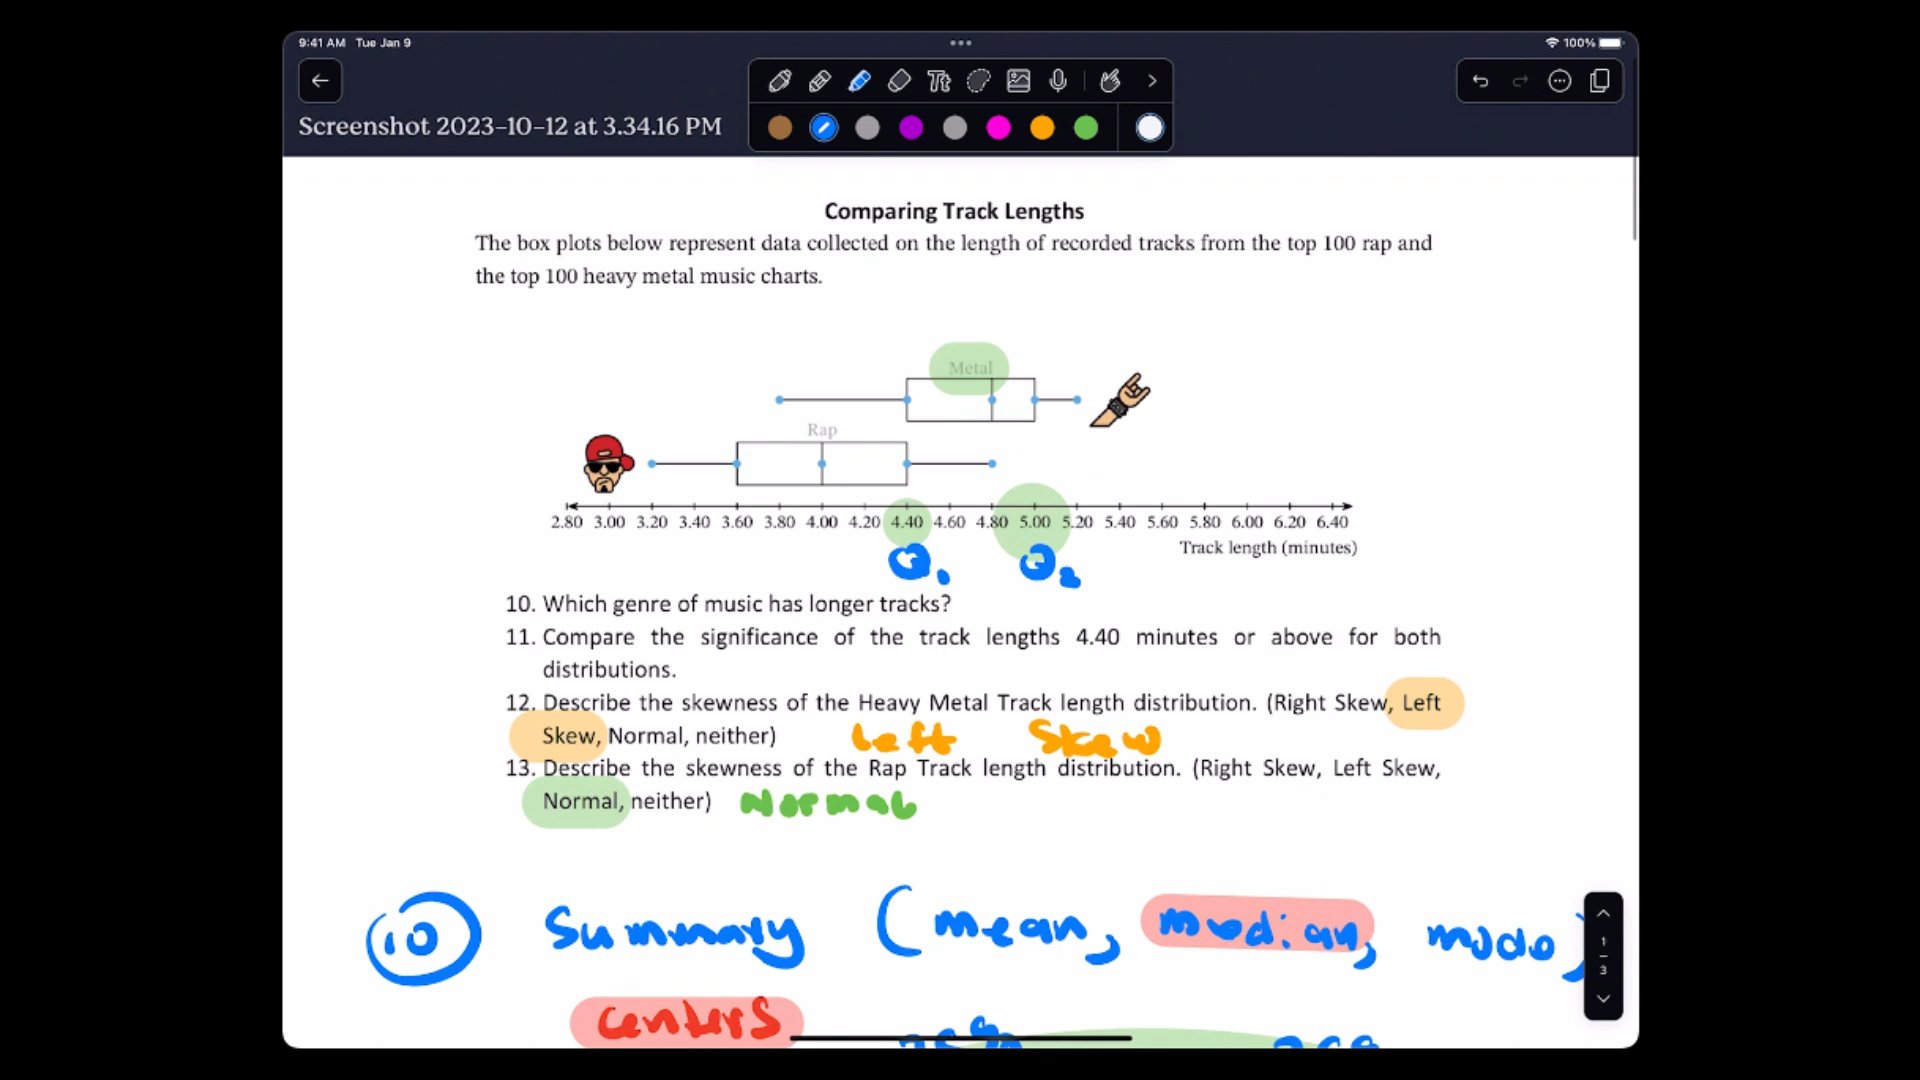 9:41 AM Tue Jan 9
100%
Screenshot 2023-10-12 at 3.34.16 PM
Tt
Comparing Track Lengths
The box plots below represent data collected on the length of recorded tracks from the top 100 rap and
the top 100 heavy metal music charts.
Metal
Rap
2.80 3.00 3.20 3.40 3.60 3.80 4.00 4.20 4.40 4.60 4.80 5.00 5.20 5.40 5.60 5.80 6.00 6.20 6.40
Track length (minutes)
10. Which genre of music has longer tracks?
11. Compare the significance of the track lengths 4.40 minutes or above for both
distributions.
12. Describe the skewness of the Heavy Metal Track length distribution. (Right Skew, Left
Skew, Normal, neither) Left Skew
13. Describe the skewness of the Rap Track length distribution. (Right Skew, Left Skew,
Normal, neither) Normal
10 Summary (mean, median, mode)
1
3
centers